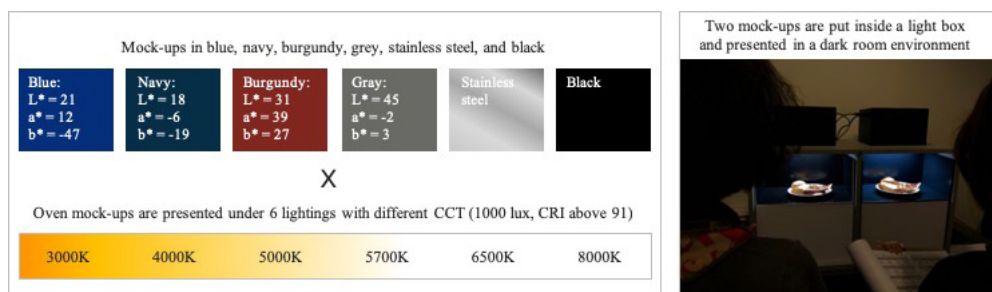 Mock-ups in blue, navy, burgundy, grey, stainless steel, and black
Blue:
L* = 21
a* = 12
b* = -47
Navy:
L* = 18
a* = -6
b* = -19
Burgundy:
L* = 31
a* = 39
b* = 27
Gray:
L* = 45
a* = -2
b* = 3
Stainless
steel
Black
X
Oven mock-ups are presented under 6 lightings with different CCT (1000 lux, CRI above 91)
3000K 4000K 5000K 5700K 6500K 8000K
Two mock-ups are put inside a light box
and presented in a dark room environment